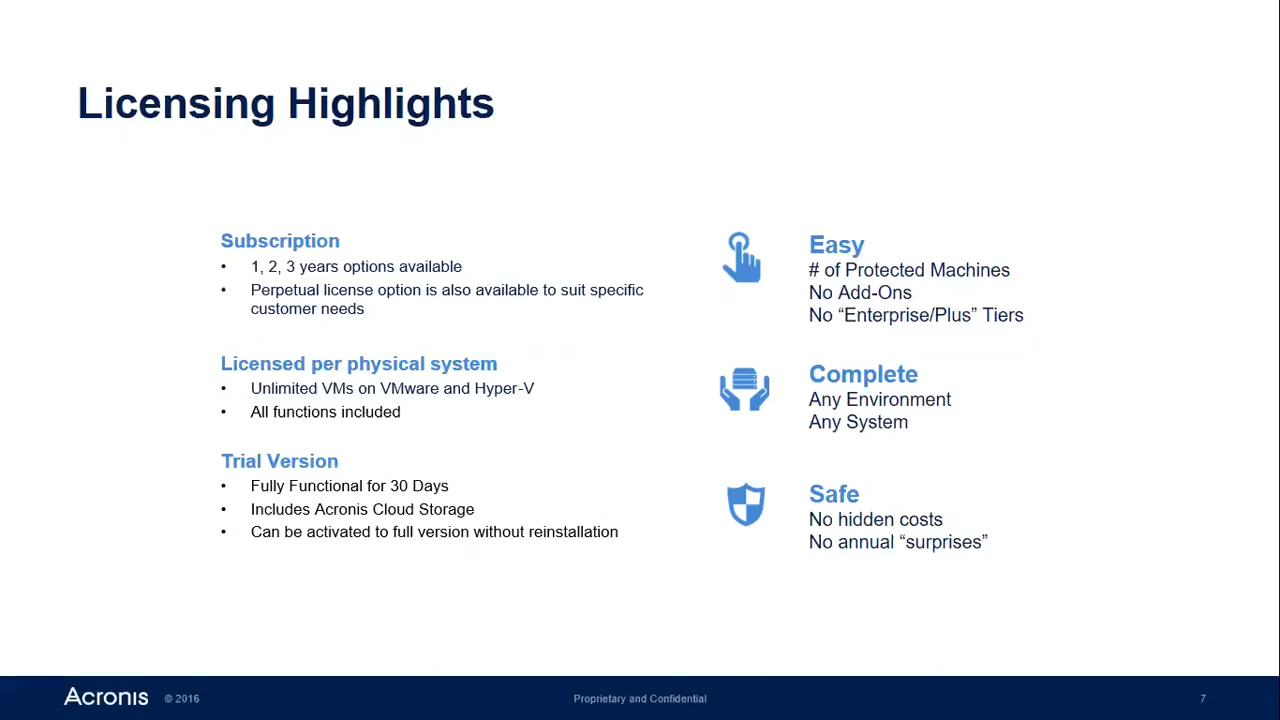 Licensing Highlights
Subscription
• 1, 2, 3 years options available
• Perpetual license option is also available to suit specific
customer needs
Licensed per physical system
• Unlimited VMs on VMware and Hyper-V
• All functions included
Trial Version
• Fully Functional for 30 Days
• Includes Acronis Cloud Storage
• Can be activated to full version without reinstallation
Easy
# of Protected Machines
No Add-Ons
No “Enterprise/Plus” Tiers
Complete
Any Environment
Any System
Safe
No hidden costs
No annual “surprises”
Acronis © 2016 Proprietary and Confidential 7